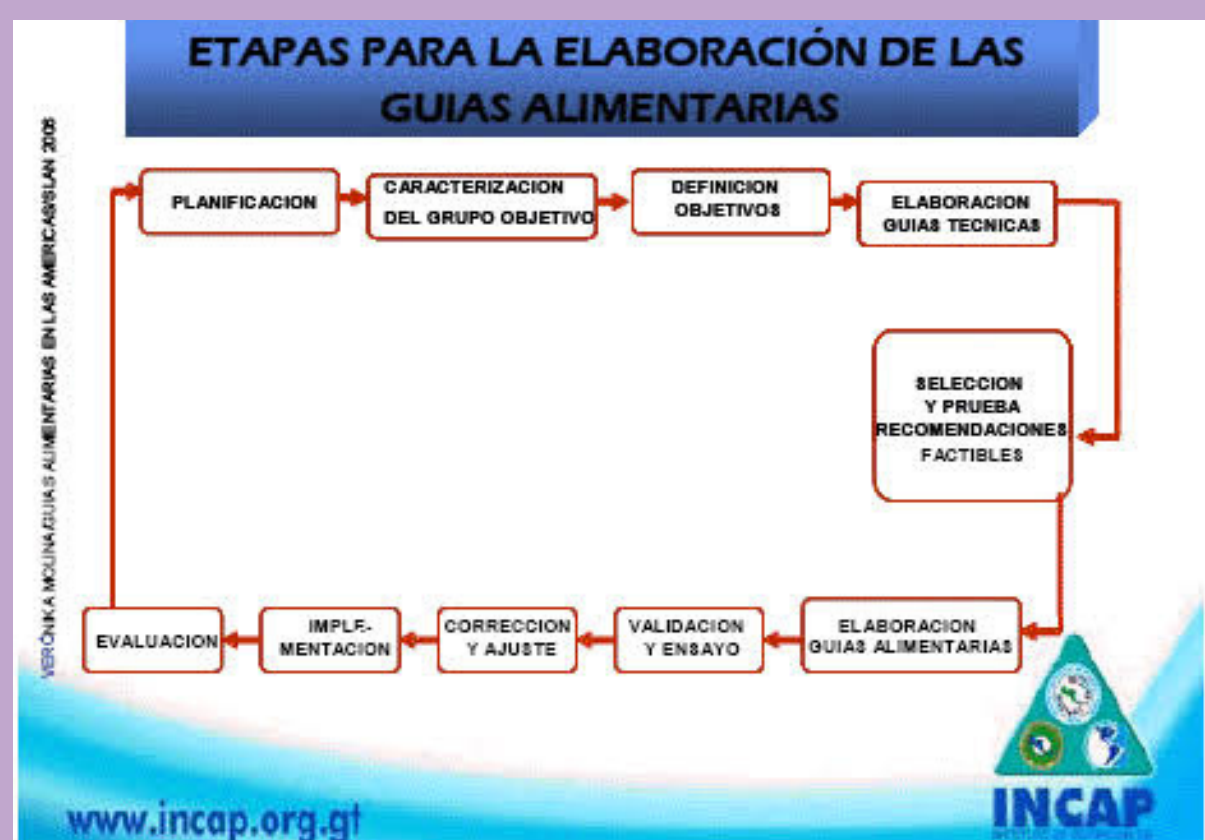 ETAPAS PARA LA ELABORACIÓN DE LAS
GUIAS ALIMENTARIAS
VERÓNIKA MOLINA/GUIAS ALIMENTARIAS EN LAS AMERICAS/SLAN 2006
PLANIFICACION
CARACTERIZACION
DEL GRUPO OBJETIVO
DEFINICION
OBJETIVOS
ELABORACION
GUIAS TECNICAS
SELECCION
Y PRUEBA
RECOMENDACIONES
FACTIBLES
ELABORACION
GUIAS ALIMENTARIAS
VALIDACION
Y ENSAYO
CORRECCION
Y AJUSTE
IMPLE-
MENTACION
EVALUACION
www.incap.org.gt
INCAP